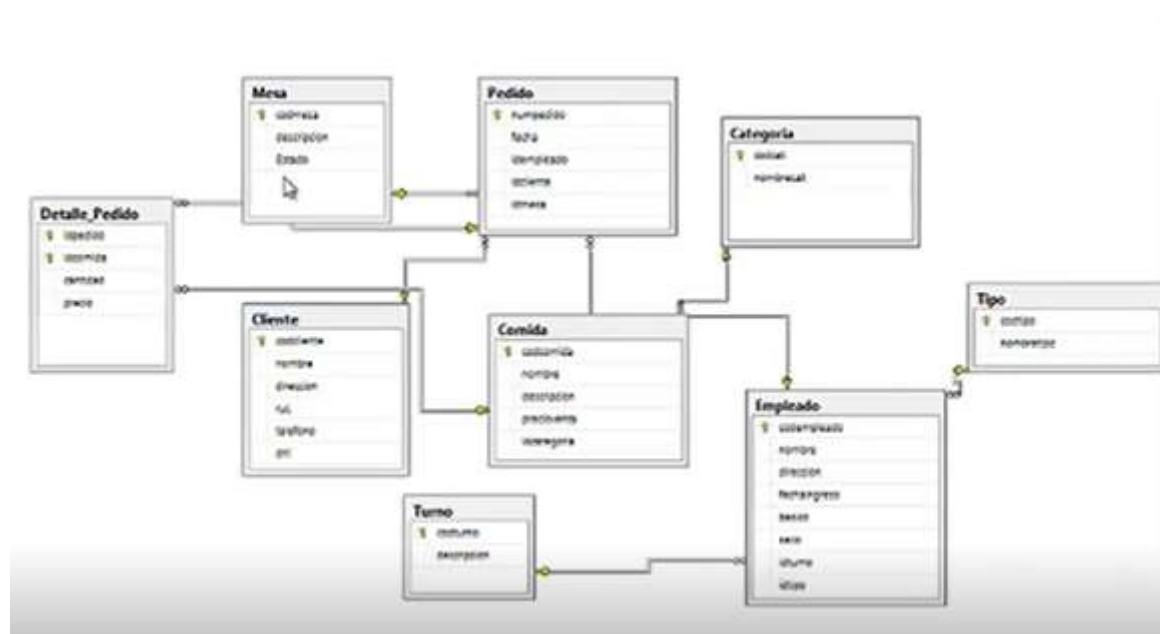 Mesa
codmesa
descripcion
Estado
Pedido
numpedido
fecha
idempleado
idcliente
idmesa
Categoria
codcat
nombrecat
Detalle_Pedido
idpedido
idcomida
cantidad
precio
Cliente
codcliente
nombre
direccion
ruc
telefono
dni
Comida
codcomida
nombre
descripcion
precioventa
idcategoria
Tipo
codtipo
nombretipo
Empleado
codempleado
nombre
direccion
fechaingreso
sexo
idturno
idtipo
Turno
codturno
descripcion